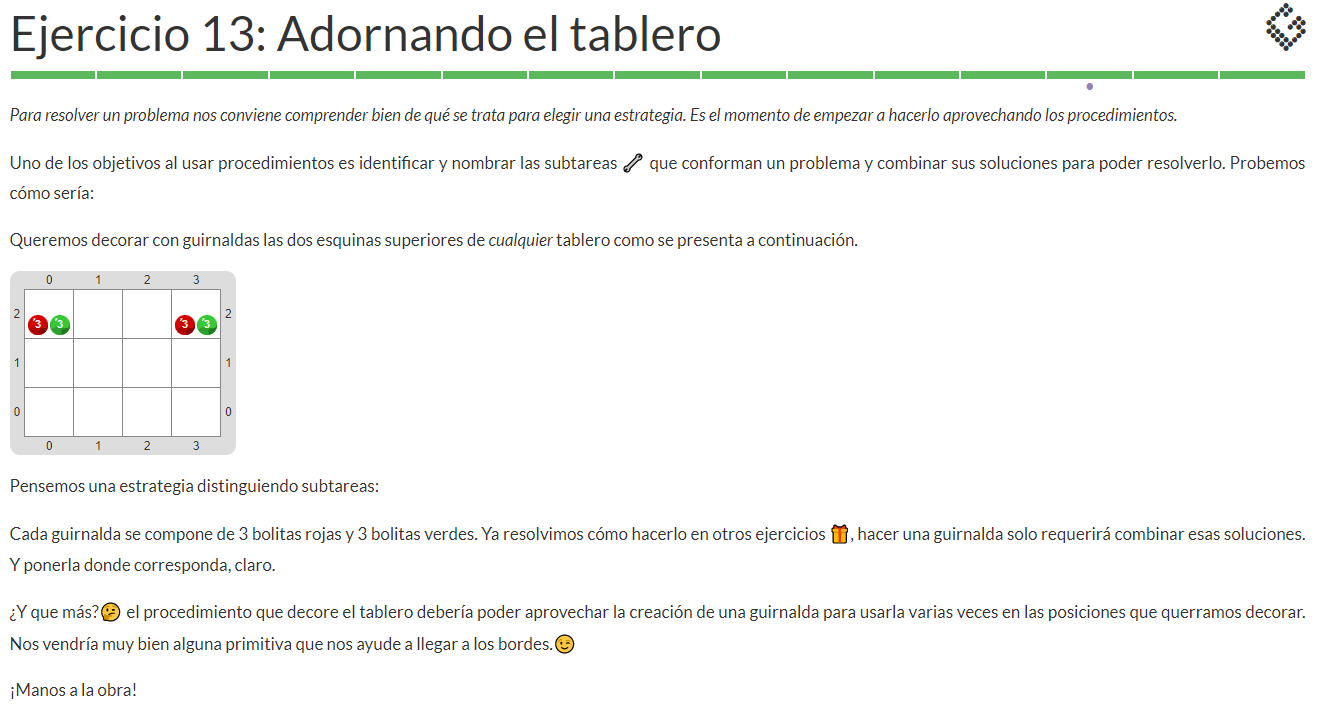 Ejercicio 13: Adornando el tablero
Para resolver un problema nos conviene comprender bien de qué se trata para elegir una estrategia. Es el momento de empezar a hacerlo aprovechando los procedimientos.
Uno de los objetivos al usar procedimientos es identificar y nombrar las subtareas que conforman un problema y combinar sus soluciones para poder resolverlo. Probemos
cómo sería:
Queremos decorar con guirnaldas las dos esquinas superiores de cualquier tablero como se presenta a continuación.
0 1 2 3
2 3 3 3 3 2
1 1
0 0
0 1 2 3
Pensemos una estrategia distinguiendo subtareas:
Cada guirnalda se compone de 3 bolitas rojas y 3 bolitas verdes. Ya resolvimos cómo hacerlo en otros ejercicios , hacer una guirnalda solo requerirá combinar esas soluciones.
Y ponerla donde corresponda, claro.
¿Y que más? el procedimiento que decore el tablero debería poder aprovechar la creación de una guirnalda para usarla varias veces en las posiciones que querramos decorar.
Nos vendría muy bien alguna primitiva que nos ayude a llegar a los bordes.
¡Manos a la obra!